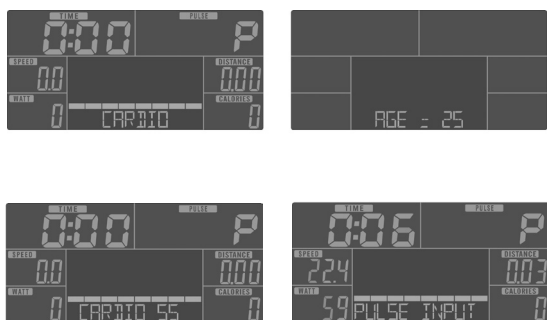 TIME PULSE
0:00 P
SPEED DISTANCE
0.0 0.00
WATT CALORIES
0 CARDIO 0
AGE = 25
TIME PULSE
0:00 P
SPEED DISTANCE
0.0 0.00
WATT CALORIES
0 CARDIO 55 0
TIME PULSE
0:06 P
SPEED DISTANCE
22.4 0.03
WATT CALORIES
59 PULSE INPUT 0